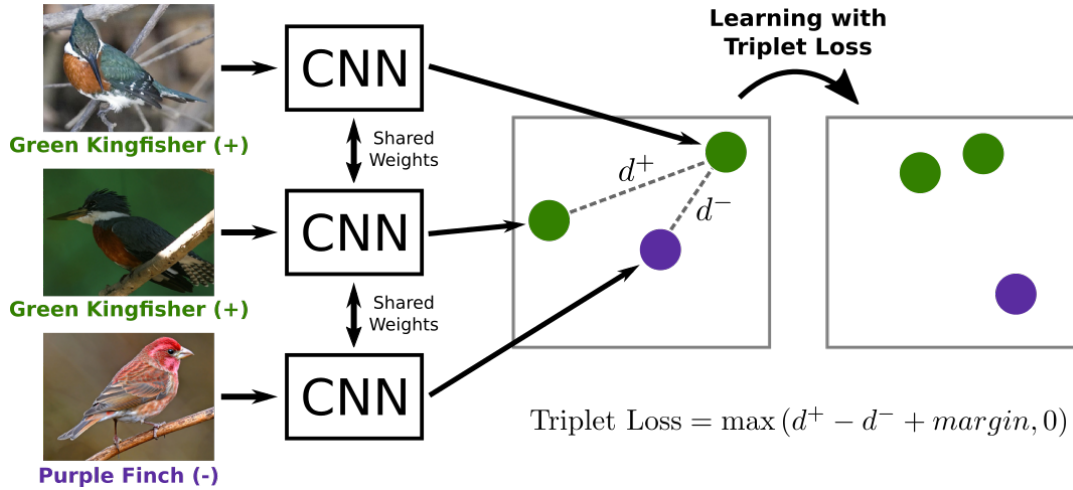 Learning with
Triplet Loss
CNN
Green Kingfisher (+)
Shared
Weights
d⁺
d⁻
CNN
Green Kingfisher (+)
Shared
Weights
CNN
Triplet Loss = max (d⁺ − d⁻ + margin, 0)
Purple Finch (-)